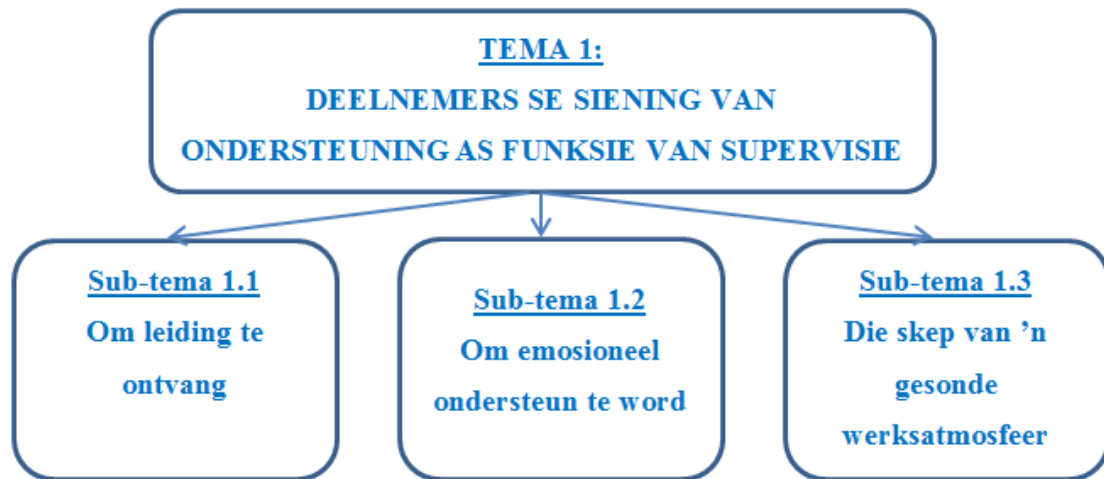 TEMA 1:
DEELNEMERS SE SIENING VAN
ONDERSTEUNING AS FUNKSIE VAN SUPERVISIE
Sub-tema 1.1
Om leiding te
ontvang
Sub-tema 1.2
Om emosioneel
ondersteun te word
Sub-tema 1.3
Die skep van ’n
gesonde
werksatmosfeer